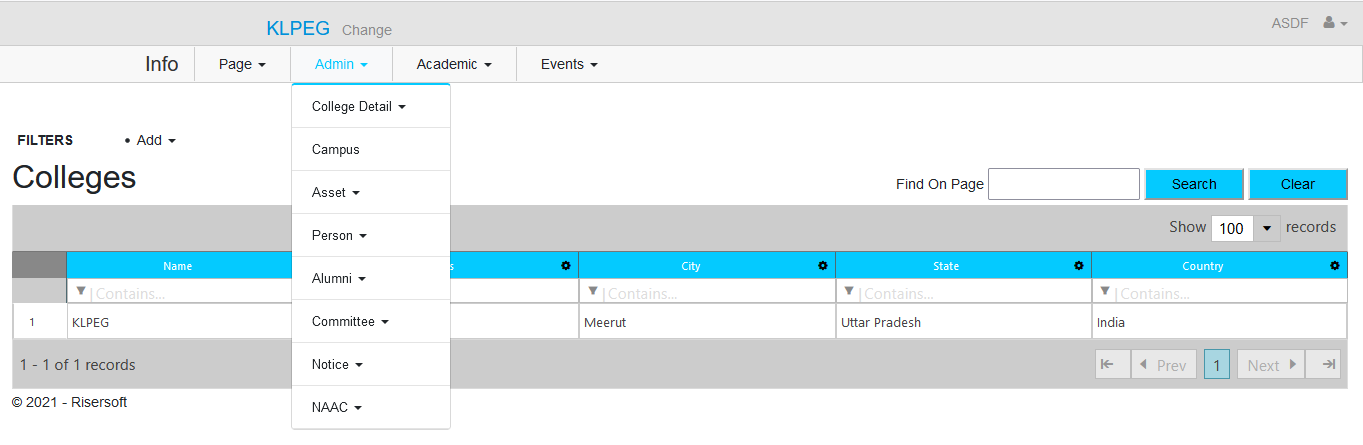 KLPEG Change ASDF
Info Page Admin Academic Events
College Detail
FILTERS • Add
Campus
Colleges
Asset
Find On Page Search Clear
Person
Show 100 records
Name s City State Country
Alumni
Contains... Contains... Contains... Contains...
Committee
1 KLPEG Meerut Uttar Pradesh India
Notice
1 - 1 of 1 records Prev 1 Next
NAAC
© 2021 - Risersoft